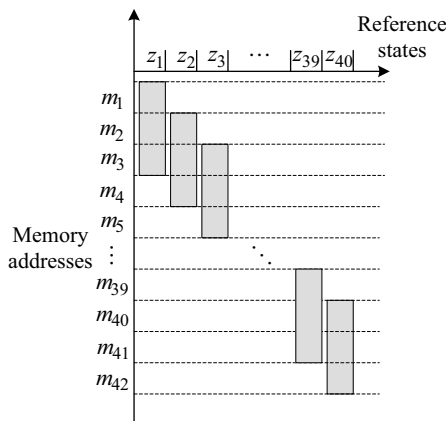 Reference
states
z1 z2 z3 ⋯ z39 z40
m1
m2
m3
m4
m5
Memory
addresses
⋮
⋱
m39
m40
m41
m42